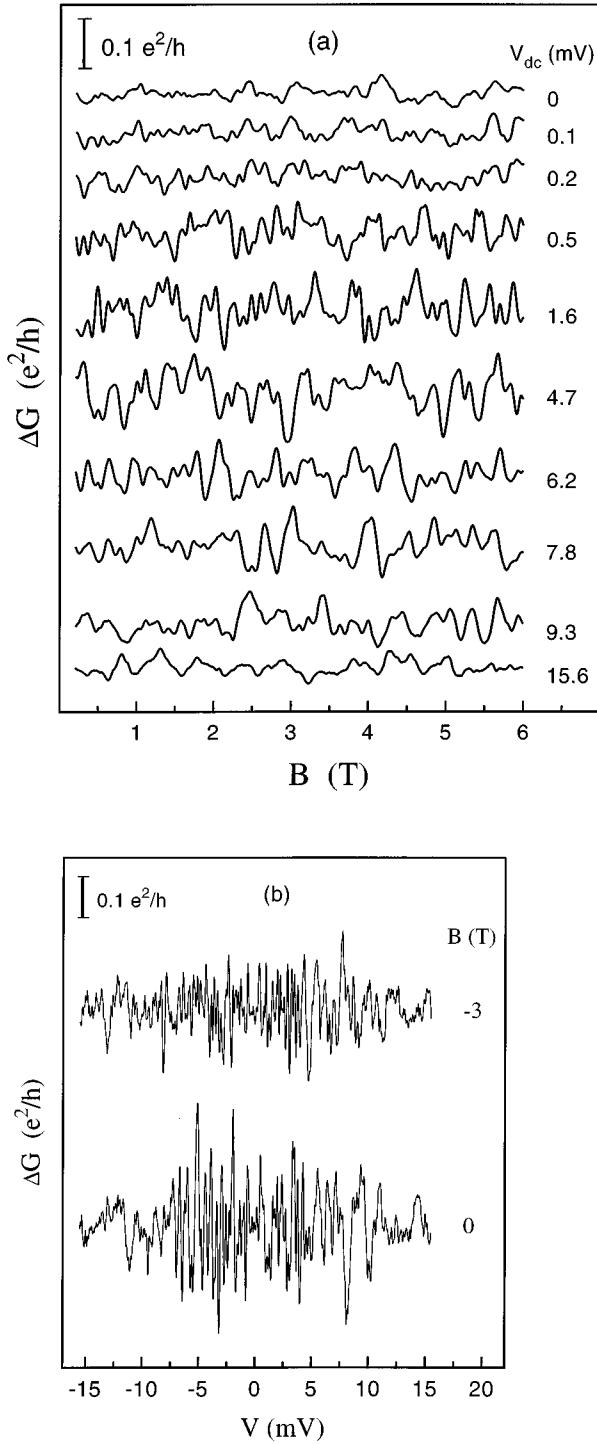 0.1 e²/h
(a)
V_dc (mV)
0
0.1
0.2
0.5
1.6
4.7
6.2
7.8
9.3
15.6
ΔG (e²/h)
1 2 3 4 5 6
B (T)
0.1 e²/h
(b)
B (T)
-3
0
ΔG (e²/h)
-15 -10 -5 0 5 10 15 20
V (mV)